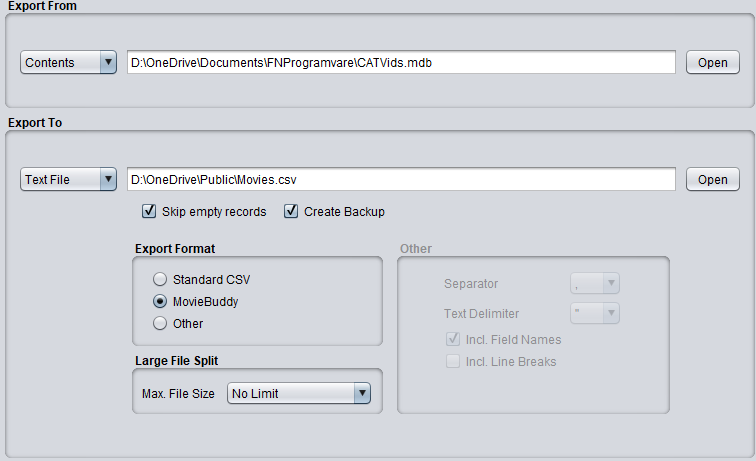 Export From
Contents D:\OneDrive\Documents\FNProgramvare\CATVids.mdb Open
Export To
Text File D:\OneDrive\Public\Movies.csv Open
Skip empty records Create Backup
Export Format
Standard CSV
MovieBuddy
Other
Large File Split
Max. File Size No Limit
Other
Separator ,
Text Delimiter "
Incl. Field Names
Incl. Line Breaks